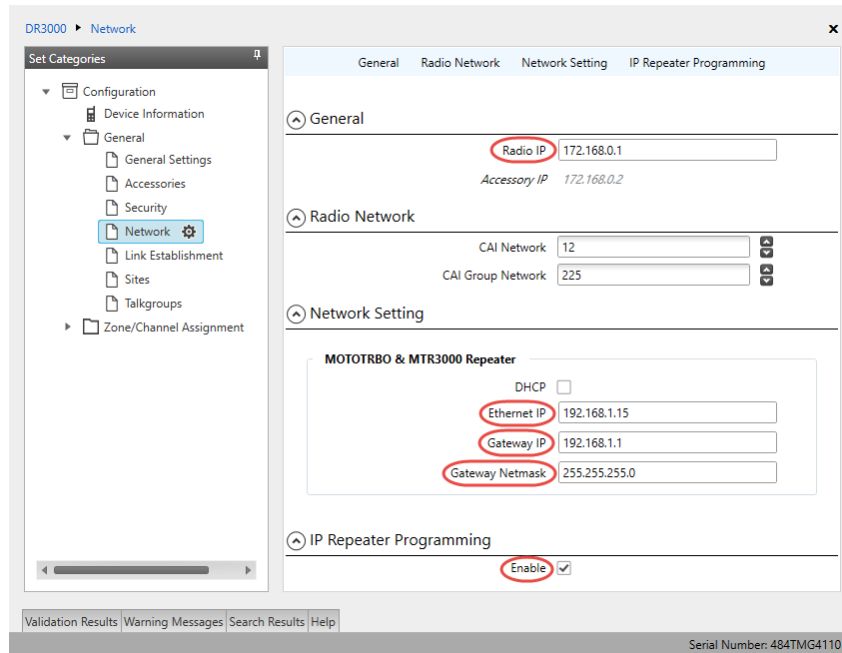 DR3000 Network
Set Categories
Configuration
Device Information
General
General Settings
Accessories
Security
Network
Link Establishment
Sites
Talkgroups
Zone/Channel Assignment
General Radio Network Network Setting IP Repeater Programming
General
Radio IP 172.168.0.1
Accessory IP 172.168.0.2
Radio Network
CAI Network 12
CAI Group Network 225
Network Setting
MOTOTRBO & MTR3000 Repeater
DHCP
Ethernet IP 192.168.1.15
Gateway IP 192.168.1.1
Gateway Netmask 255.255.255.0
IP Repeater Programming
Enable
Validation Results Warning Messages Search Results Help
Serial Number: 484TMG4110